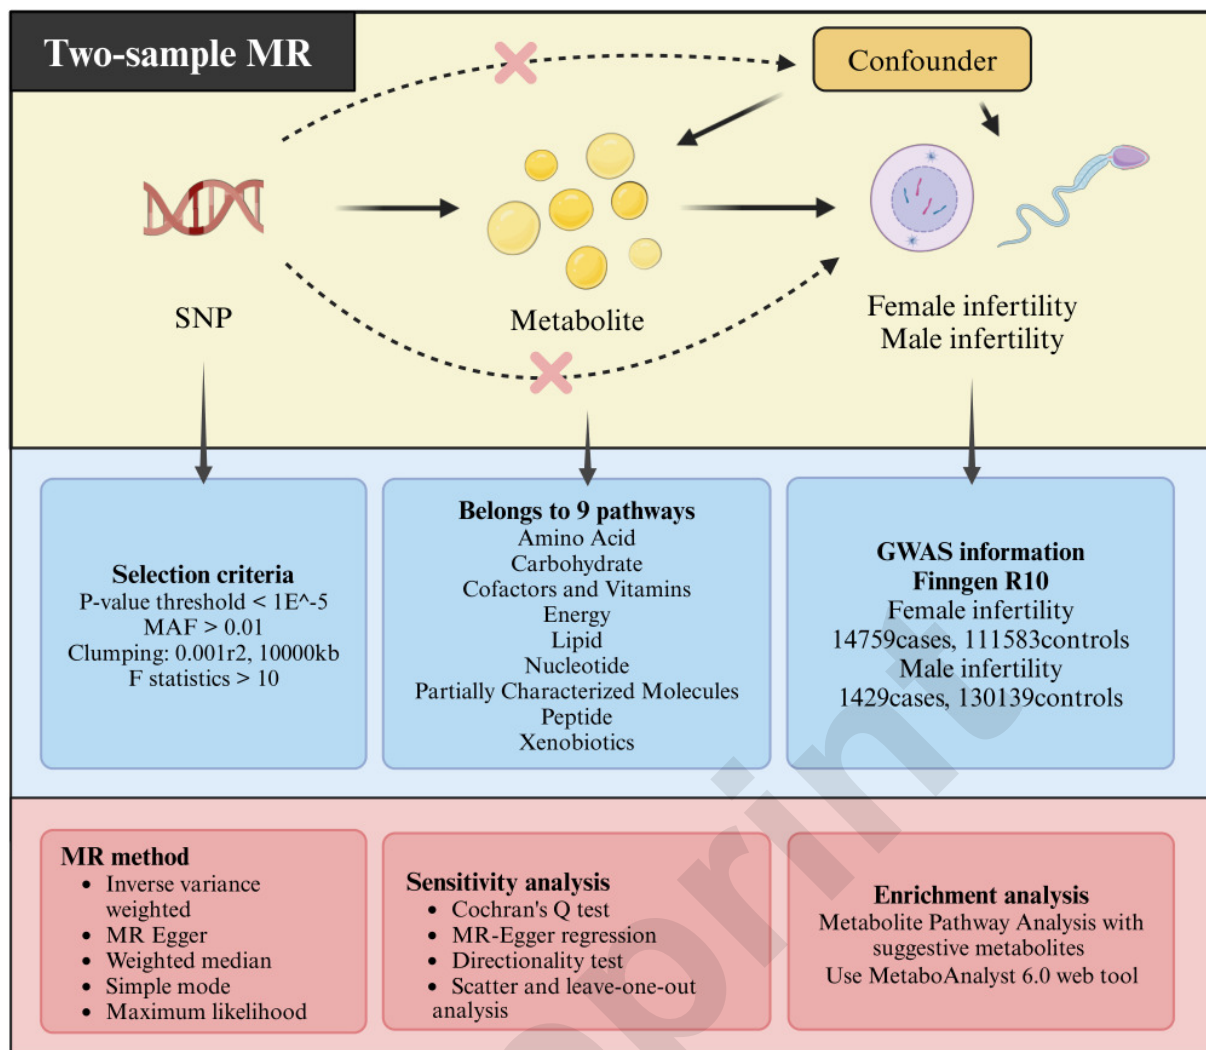 Two-sample MR
Confounder
SNP
Metabolite
Female infertility
Male infertility
Selection criteria
P-value threshold < 1E^-5
MAF > 0.01
Clumping: 0.001r2, 10000kb
F statistics > 10
Belongs to 9 pathways
Amino Acid
Carbohydrate
Cofactors and Vitamins
Energy
Lipid
Nucleotide
Partially Characterized Molecules
Peptide
Xenobiotics
GWAS information
Finngen R10
Female infertility
14759cases, 111583controls
Male infertility
1429cases, 130139controls
MR method
• Inverse variance
weighted
• MR Egger
• Weighted median
• Simple mode
• Maximum likelihood
Sensitivity analysis
• Cochran's Q test
• MR-Egger regression
• Directionality test
• Scatter and leave-one-out
analysis
Enrichment analysis
Metabolite Pathway Analysis with
suggestive metabolites
Use MetaboAnalyst 6.0 web tool